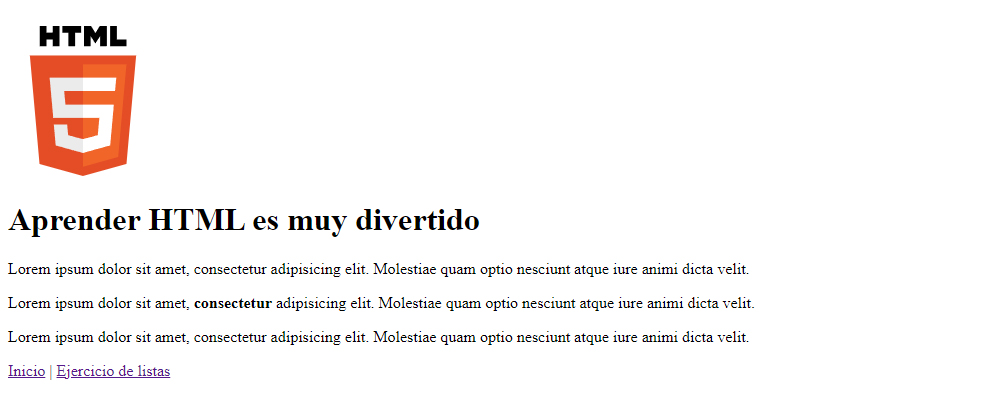 HTML
5
Aprender HTML es muy divertido
Lorem ipsum dolor sit amet, consectetur adipisicing elit. Molestiae quam optio nesciunt atque iure animi dicta velit.
Lorem ipsum dolor sit amet, consectetur adipisicing elit. Molestiae quam optio nesciunt atque iure animi dicta velit.
Lorem ipsum dolor sit amet, consectetur adipisicing elit. Molestiae quam optio nesciunt atque iure animi dicta velit.
Inicio | Ejercicio de listas